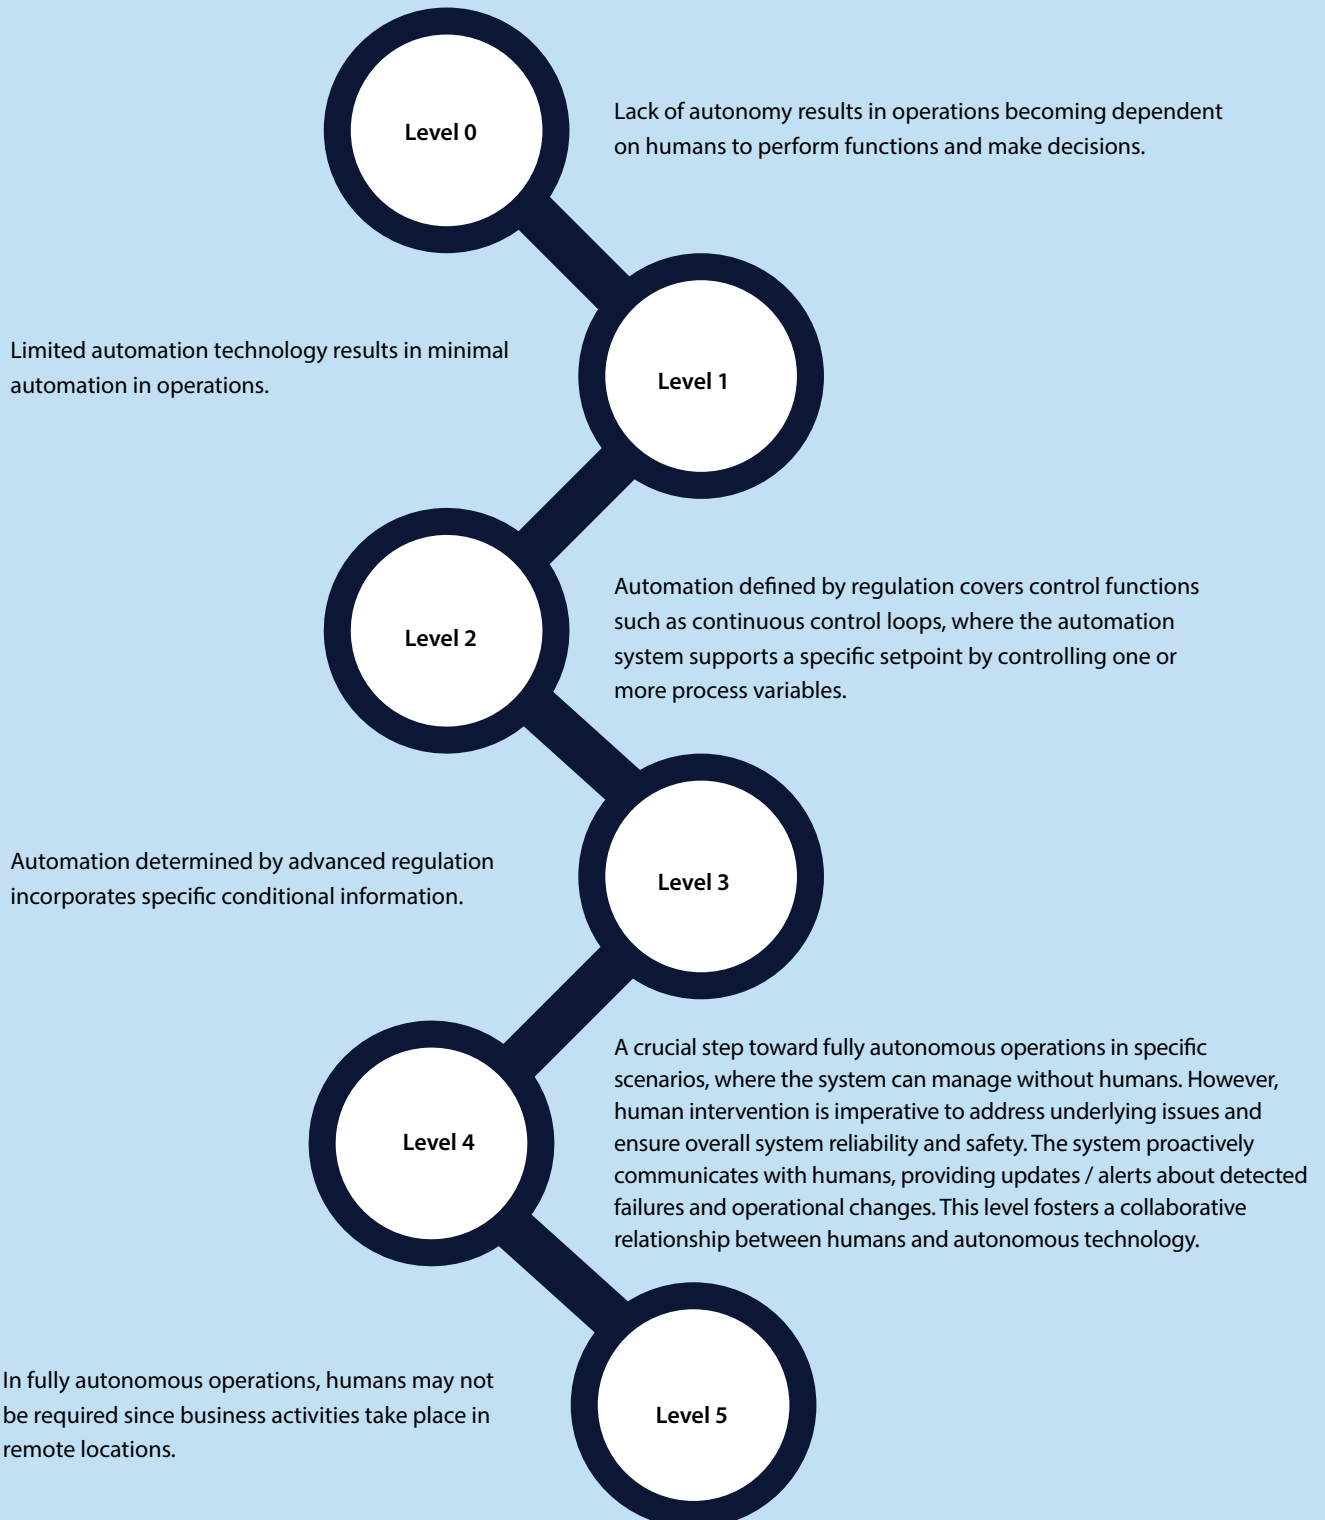 Level 0
Lack of autonomy results in operations becoming dependent
on humans to perform functions and make decisions.
Level 1
Limited automation technology results in minimal
automation in operations.
Level 2
Automation defined by regulation covers control functions
such as continuous control loops, where the automation
system supports a specific setpoint by controlling one or
more process variables.
Level 3
Automation determined by advanced regulation
incorporates specific conditional information.
Level 4
A crucial step toward fully autonomous operations in specific
scenarios, where the system can manage without humans. However,
human intervention is imperative to address underlying issues and
ensure overall system reliability and safety. The system proactively
communicates with humans, providing updates / alerts about detected
failures and operational changes. This level fosters a collaborative
relationship between humans and autonomous technology.
Level 5
In fully autonomous operations, humans may not
be required since business activities take place in
remote locations.